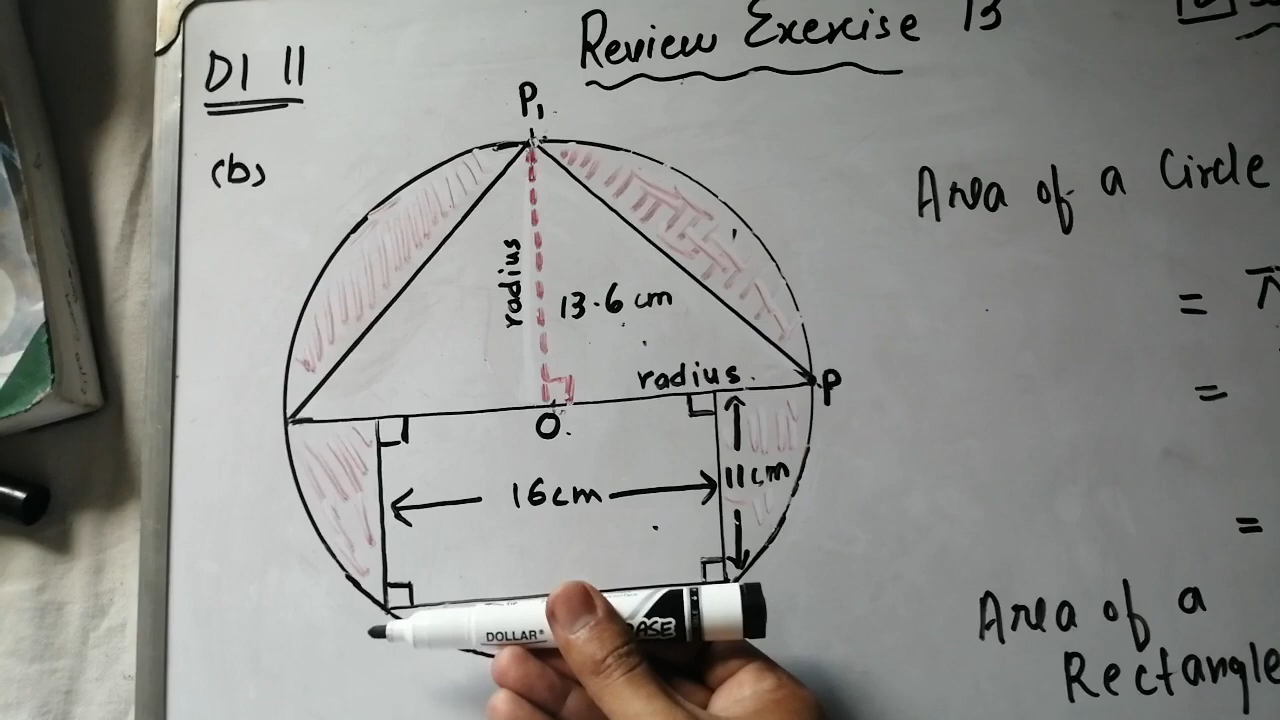 Review Exercise 13
D1 11
(b)
P1
radius
13.6 cm
radius
P
O
16cm
11cm
DOLLAR
Area of a Circle
=
=
=
Area of a
Rectangle